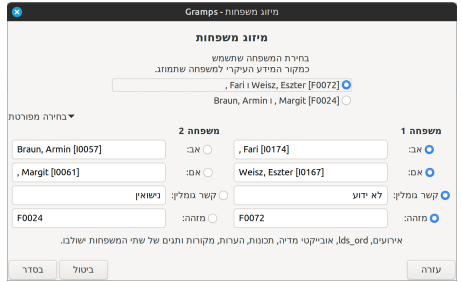 מיזוג משפחות - Gramps
מיזוג משפחות
בחירת המשפחה שתשמש
כמקור המידע העיקרי למשפחה שתמוזג.
, Fari ו Weisz, Eszter [F0072]
Braun, Armin ו , Margit [F0024]
בחירה מפורטת
משפחה 1
משפחה 2
אב: , Fari [I0174]
אב: Braun, Armin [I0057]
אם: Weisz, Eszter [I0167]
אם: , Margit [I0061]
קשר גומלין: לא ידוע
קשר גומלין: נישואין
מזהה: F0072
מזהה: F0024
אירועים, lds_ord, אובייקטי מדיה, תכונות, הערות, מקורות ותגים של שתי המשפחות ישולבו.
עזרה
ביטול
בסדר